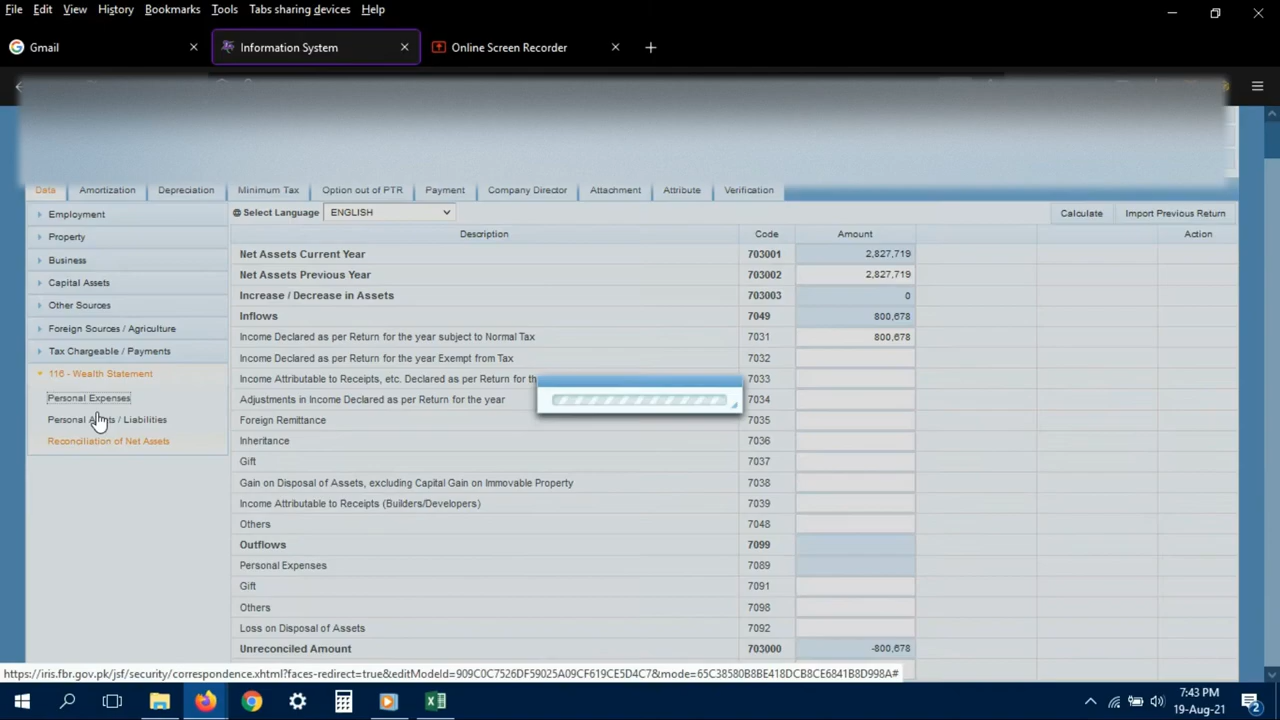 File Edit View History Bookmarks Tools Tabs sharing devices Help
Gmail Information System Online Screen Recorder
Data Amortization Depreciation Minimum Tax Option out of PTR Payment Company Director Attachment Attribute Verification
Employment
Property
Business
Capital Assets
Other Sources
Foreign Sources / Agriculture
Tax Chargeable / Payments
116 - Wealth Statement
Personal Expenses
Personal Assets / Liabilities
Reconciliation of Net Assets
Select Language ENGLISH Calculate Import Previous Return
Description Code Amount Action
Net Assets Current Year 703001 2,827,719
Net Assets Previous Year 703002 2,827,719
Increase / Decrease in Assets 703003 0
Inflows 7049 800,678
Income Declared as per Return for the year subject to Normal Tax 7031 800,678
Income Declared as per Return for the year Exempt from Tax 7032
Income Attributable to Receipts, etc. Declared as per Return for th 7033
Adjustments in Income Declared as per Return for the year 7034
Foreign Remittance 7035
Inheritance 7036
Gift 7037
Gain on Disposal of Assets, excluding Capital Gain on Immovable Property 7038
Income Attributable to Receipts (Builders/Developers) 7039
Others 7048
Outflows 7099
Personal Expenses 7089
Gift 7091
Others 7098
Loss on Disposal of Assets 7092
Unreconciled Amount 703000 -800,678
https://iris.fbr.gov.pk/jsf/security/correspondence.xhtml?faces-redirect=true&editModeId=909C0C7526DF59025A09CF619CE5D4C7&mode=65C38580B8BE418DCB8CE6841B8D998A#
7:43 PM
19-Aug-21
2